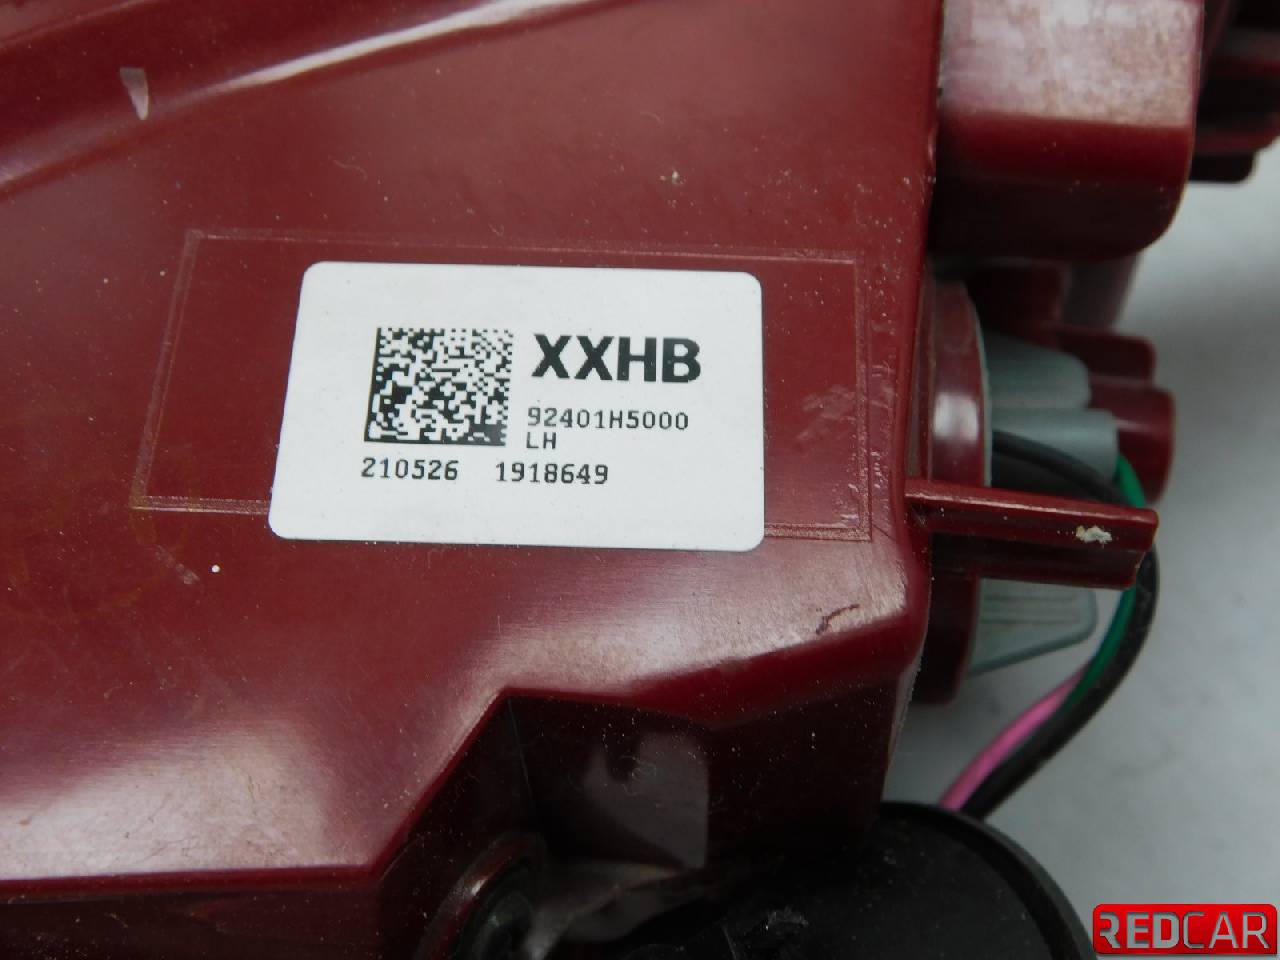 XXHB
92401H5000
LH
210526 1918649
REDCAR